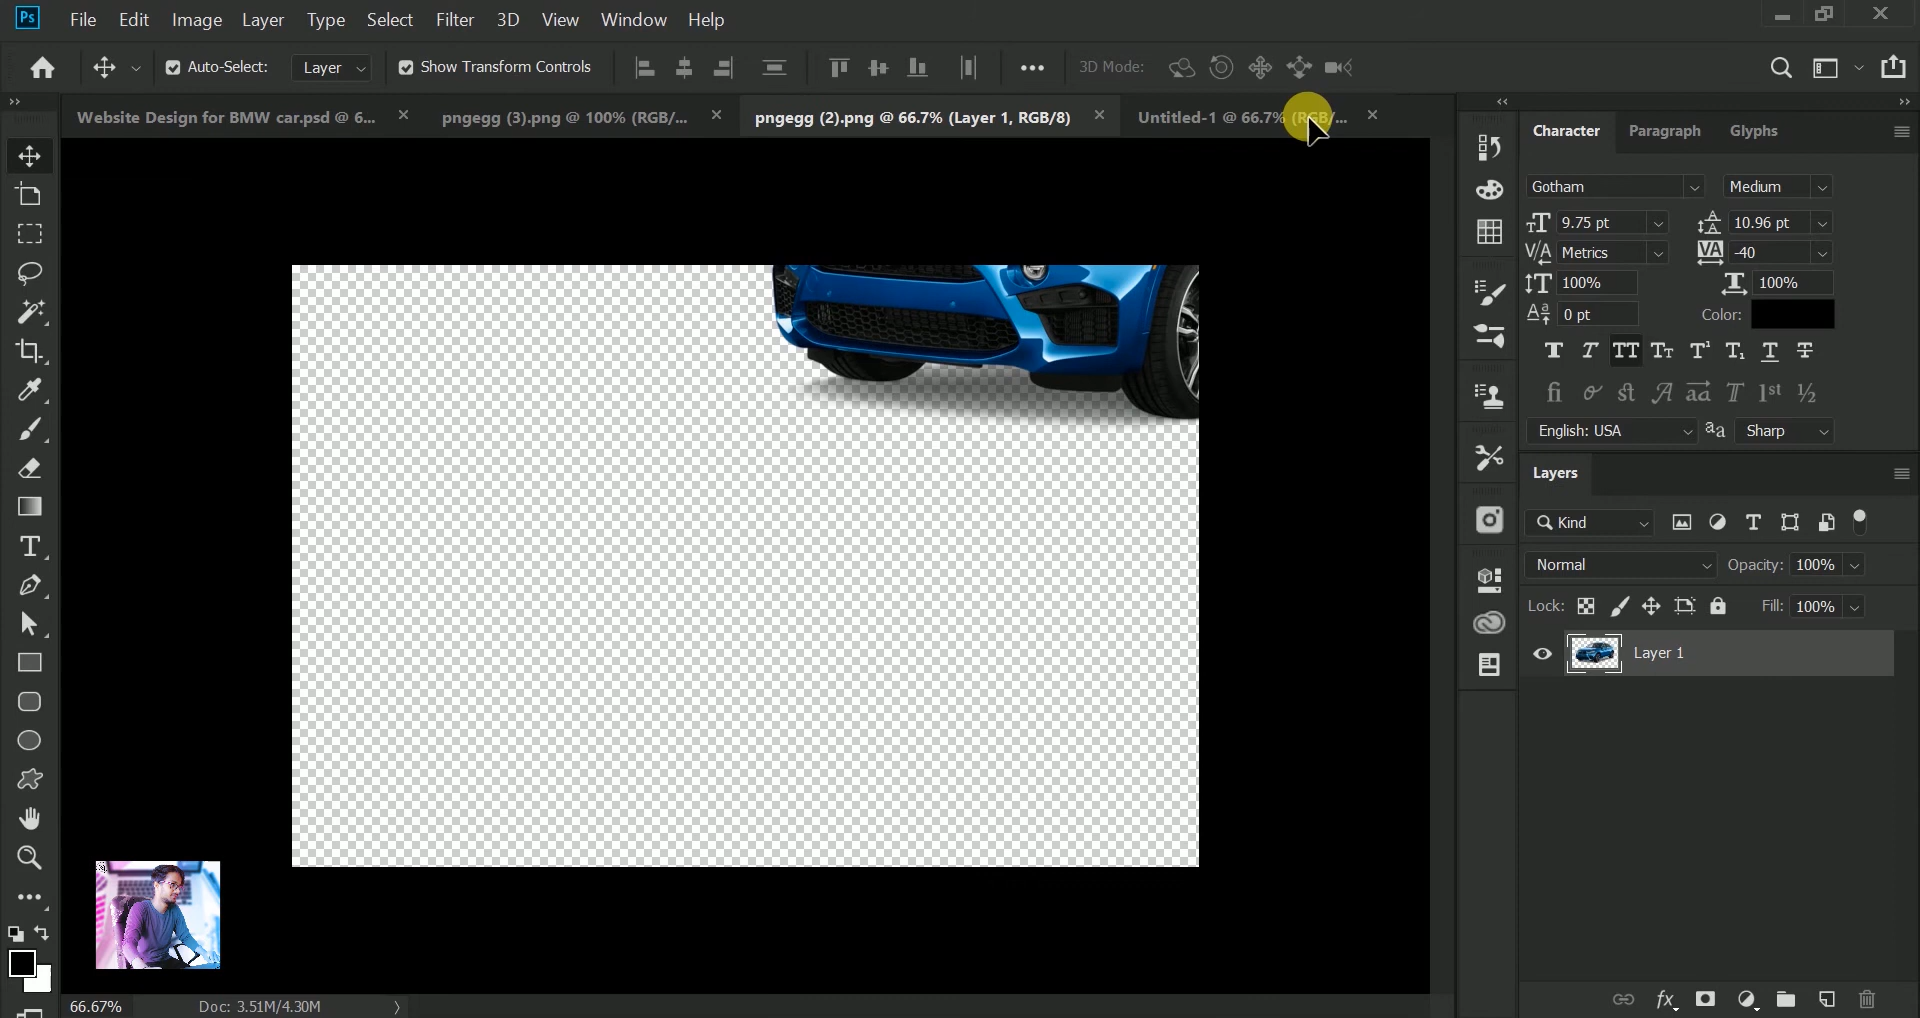 Ps File Edit Image Layer Type Select Filter 3D View Window Help
Auto-Select: Layer Show Transform Controls 3D Mode:
Website Design for BMW car.psd @ 6... pngegg (3).png @ 100% (RGB/... pngegg (2).png @ 66.7% (Layer 1, RGB/8) Untitled-1 @ 66.7% (RGB/...
Character Paragraph Glyphs
Gotham Medium
9.75 pt 10.96 pt
Metrics -40
100% 100%
0 pt Color:
English: USA Sharp
Layers
Kind
Normal Opacity: 100%
Lock: Fill: 100%
Layer 1
66.67% Doc: 3.51M/4.30M